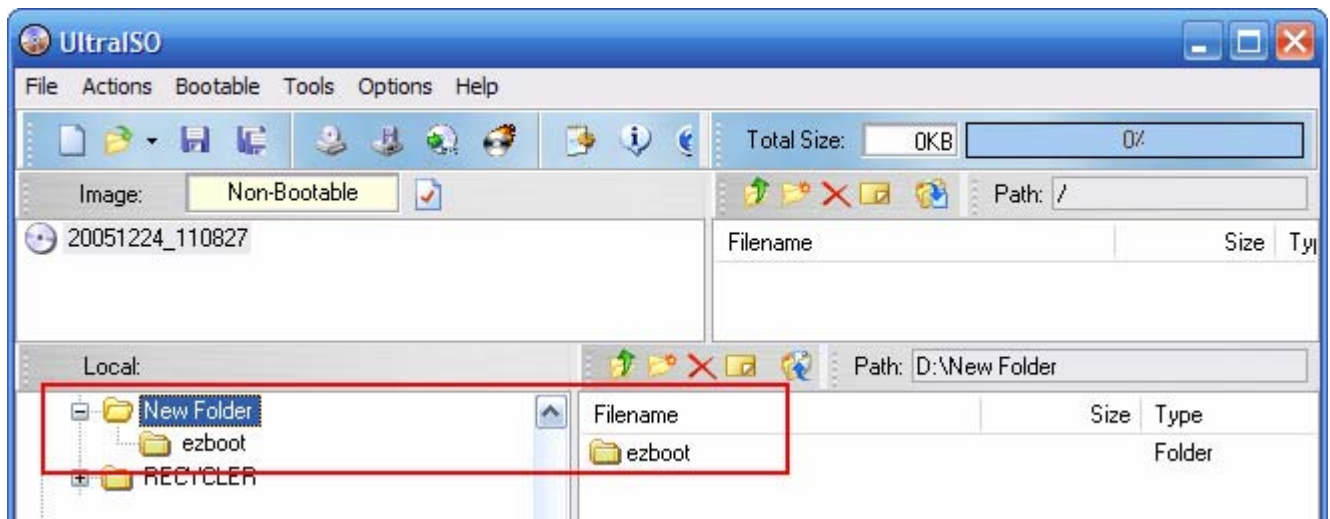 UltraISO
File Actions Bootable Tools Options Help
Total Size: 0KB 0%
Image: Non-Bootable
Path: /
20051224_110827
Filename Size Ty
Local:
Path: D:\New Folder
New Folder
ezboot
RECYCLER
Filename Size Type
ezboot Folder